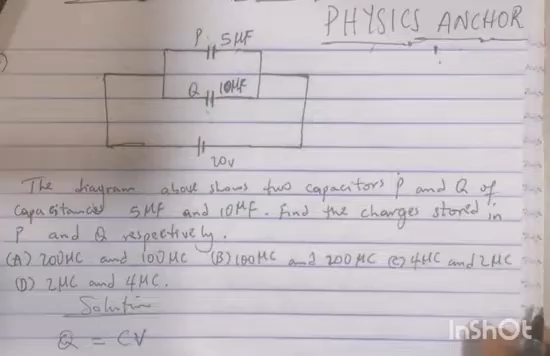 PHYSICS ANCHOR
P 5μF
Q 10μF
20v
The diagram above shows two capacitors P and Q of
capacitances 5μF and 10μF. Find the charges stored in
P and Q respectively.
(A) 200μC and 100μC (B) 100μC and 200μC (C) 4μC and 2μC
(D) 2μC and 4μC.
Solution
Q = CV
InShOt